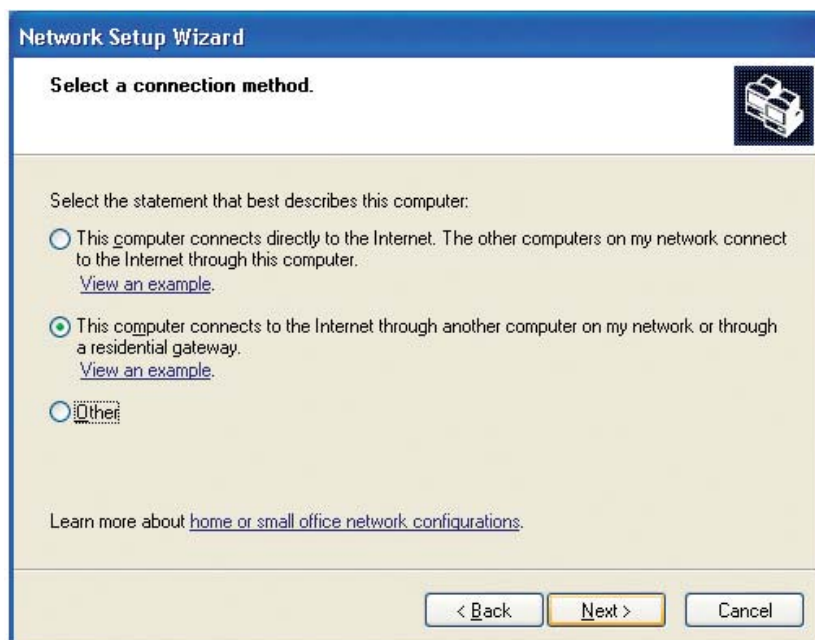 Network Setup Wizard
Select a connection method.
Select the statement that best describes this computer:
This computer connects directly to the Internet. The other computers on my network connect
to the Internet through this computer.
View an example.
This computer connects to the Internet through another computer on my network or through
a residential gateway.
View an example.
Other
Learn more about home or small office network configurations.
< Back Next > Cancel